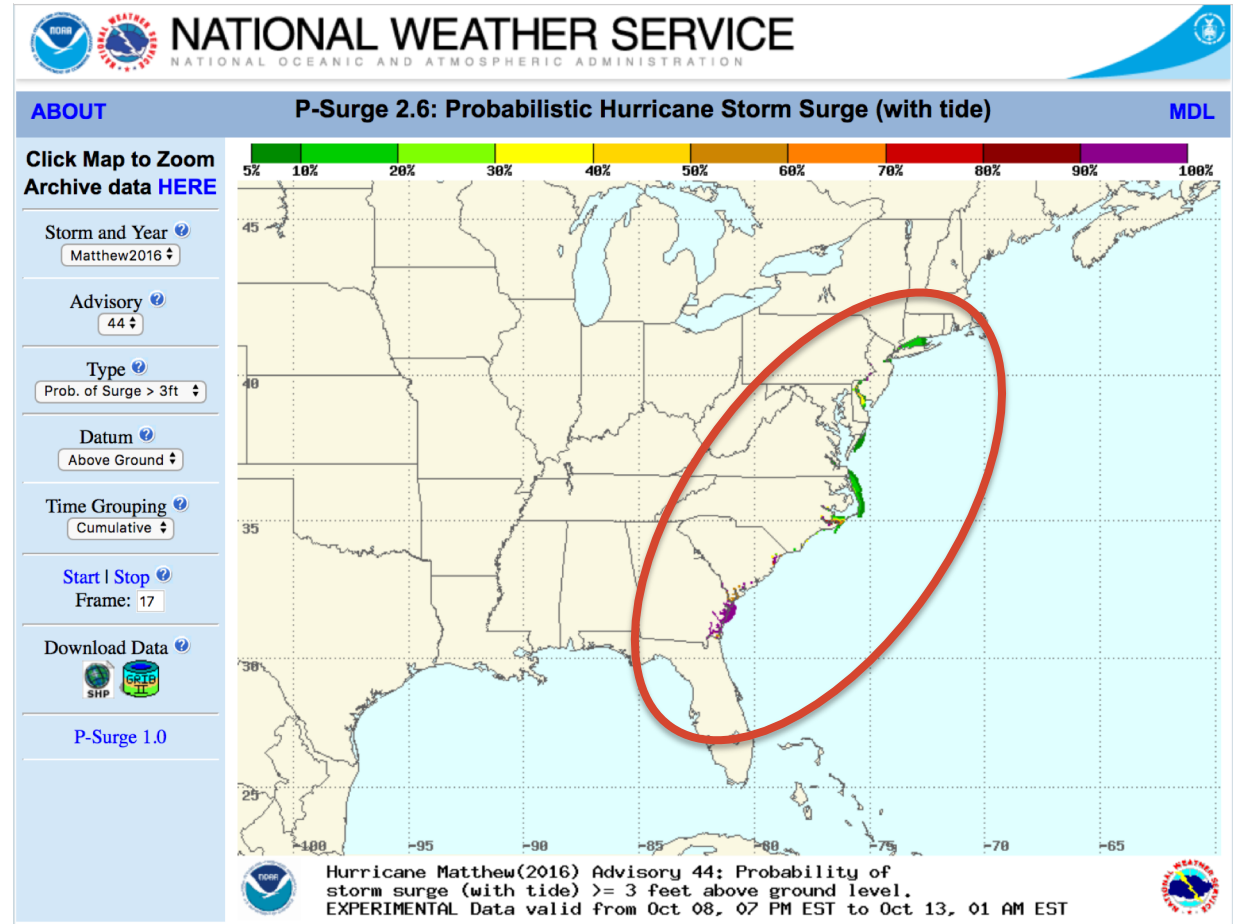 NATIONAL WEATHER SERVICE
NATIONAL OCEANIC AND ATMOSPHERIC ADMINISTRATION
ABOUT P-Surge 2.6: Probabilistic Hurricane Storm Surge (with tide) MDL
Click Map to Zoom
Archive data HERE
Storm and Year
Matthew2016
Advisory
44
Type
Prob. of Surge > 3ft
Datum
Above Ground
Time Grouping
Cumulative
Start | Stop
Frame: 17
Download Data
SHP GRIB II
P-Surge 1.0
5% 10% 20% 30% 40% 50% 60% 70% 80% 90% 100%
45
40
35
30
25
-100 -95 -90 -85 -80 -75 -70 -65
NOAA
Hurricane Matthew(2016) Advisory 44: Probability of
storm surge (with tide) >= 3 feet above ground level.
EXPERIMENTAL Data valid from Oct 08, 07 PM EST to Oct 13, 01 AM EST